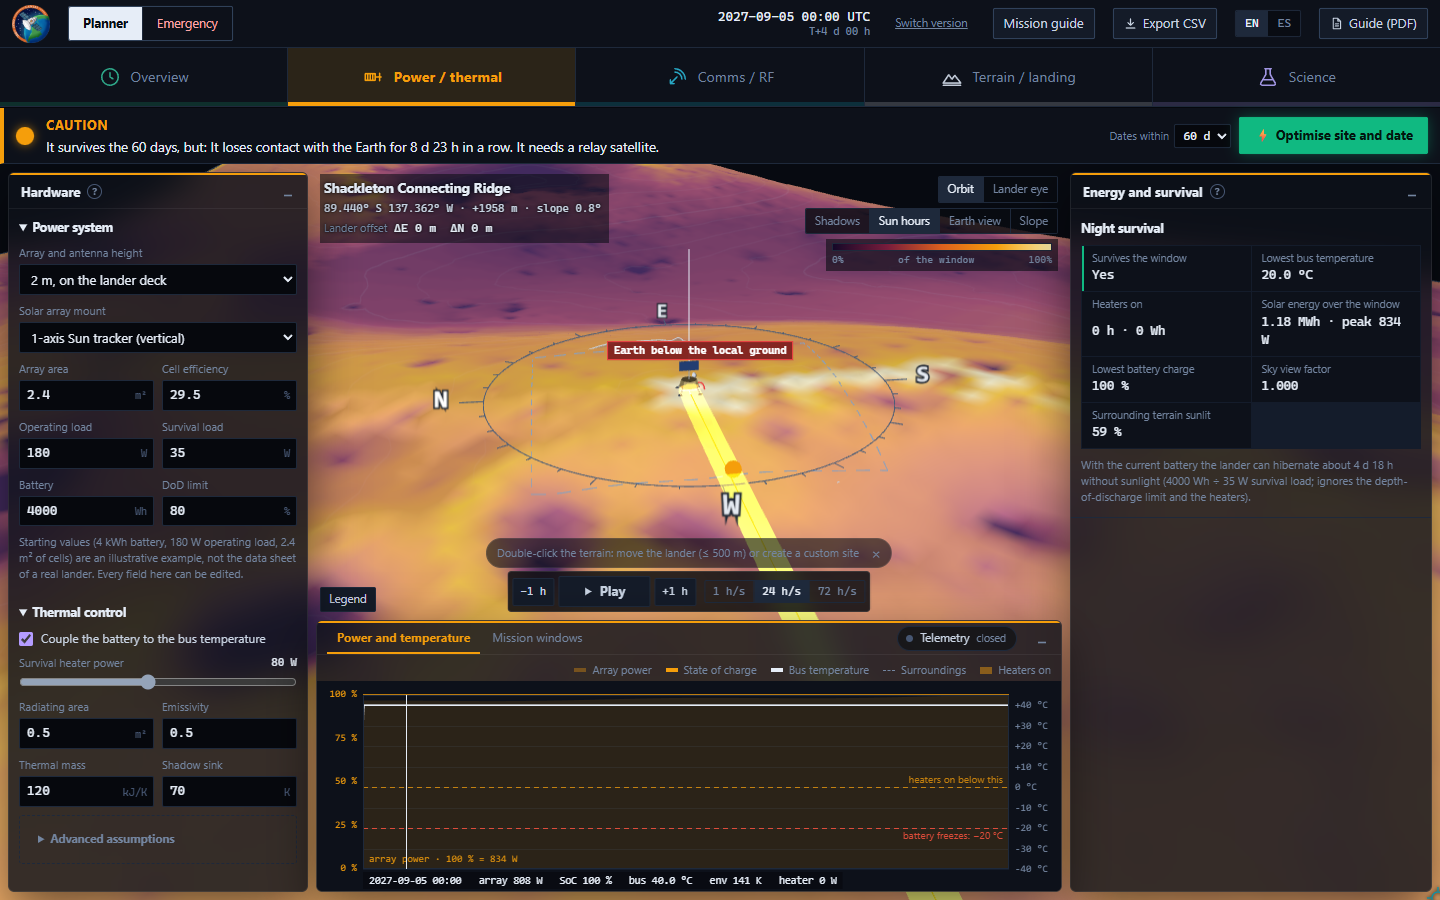 Planner
Emergency
2027-09-05 00:00 UTC
T+4 d 00 h
Switch version
Mission guide
Export CSV
EN
ES
Guide (PDF)
Overview
Power / thermal
Comms / RF
Terrain / landing
Science
CAUTION
It survives the 60 days, but: It loses contact with the Earth for 8 d 23 h in a row. It needs a relay satellite.
Dates within
60 d
Optimise site and date
Hardware ?
Power system
Array and antenna height
2 m, on the lander deck
Solar array mount
1-axis Sun tracker (vertical)
Array area
Cell efficiency
2.4 m²
29.5 %
Operating load
Survival load
180 W
35 W
Battery
DoD limit
4000 Wh
80 %
Starting values (4 kWh battery, 180 W operating load, 2.4
m² of cells) are an illustrative example, not the data sheet
of a real lander. Every field here can be edited.
Thermal control
Couple the battery to the bus temperature
Survival heater power
80 W
Radiating area
Emissivity
0.5 m²
0.5
Thermal mass
Shadow sink
120 kJ/K
70 K
Advanced assumptions
Shackleton Connecting Ridge
89.440° S 137.362° W · +1958 m · slope 0.8°
Lander offset ΔE 0 m ΔN 0 m
Orbit
Lander eye
Shadows
Sun hours
Earth view
Slope
0%
of the window
100%
E
Earth below the local ground
N
S
W
Double-click the terrain: move the lander (≤ 500 m) or create a custom site ×
−1 h
Play
+1 h
1 h/s
24 h/s
72 h/s
Legend
Power and temperature
Mission windows
Telemetry closed
Array power
State of charge
Bus temperature
Surroundings
Heaters on
100 %
75 %
50 %
25 %
0 %
+40 °C
+30 °C
+20 °C
+10 °C
0 °C
-10 °C
-20 °C
-30 °C
-40 °C
heaters on below this
battery freezes: −20 °C
array power · 100 % = 834 W
2027-09-05 00:00 array 808 W SoC 100 % bus 40.0 °C env 141 K heater 0 W
Energy and survival ?
Night survival
Survives the window
Yes
Lowest bus temperature
20.0 °C
Heaters on
0 h · 0 Wh
Solar energy over the window
1.18 MWh · peak 834
W
Lowest battery charge
100 %
Sky view factor
1.000
Surrounding terrain sunlit
59 %
With the current battery the lander can hibernate about 4 d 18 h
without sunlight (4000 Wh ÷ 35 W survival load; ignores the depth-
of-discharge limit and the heaters).